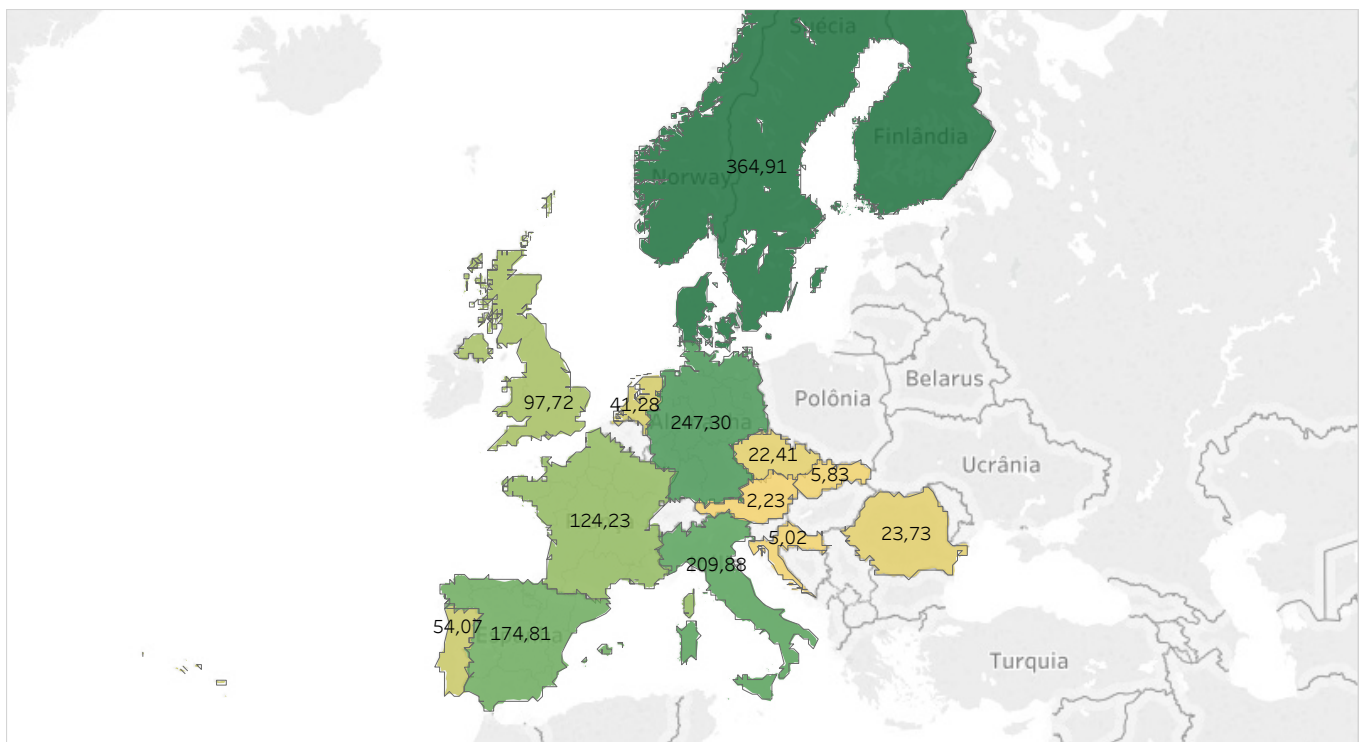 Suécia
Finlândia
364,91
Norway
Belarus
Polônia
97,72
41,28
247,30
22,41
Ucrânia
5,83
2,23
124,23
23,73
5,02
209,88
54,07
174,81
Turquia